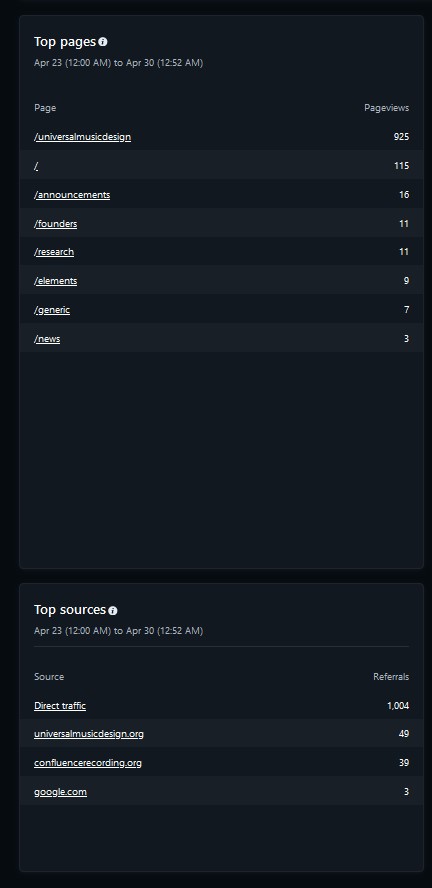 Top pages
Apr 23 (12:00 AM) to Apr 30 (12:52 AM)
Page Pageviews
/universalmusicdesign 925
/ 115
/announcements 16
/founders 11
/research 11
/elements 9
/generic 7
/news 3
Top sources
Apr 23 (12:00 AM) to Apr 30 (12:52 AM)
Source Referrals
Direct traffic 1,004
universalmusicdesign.org 49
confluencerecording.org 39
google.com 3